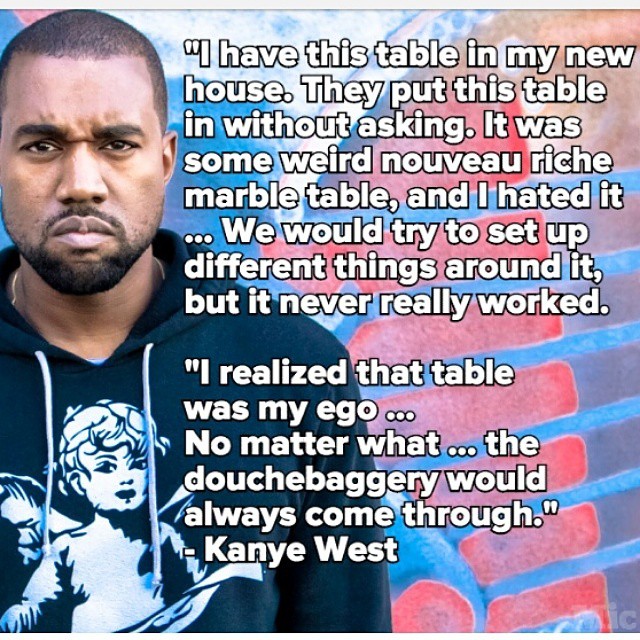 "I have this table in my new
house. They put this table
in without asking. It was
some weird nouveau riche
marble table, and I hated it
... We would try to set up
different things around it,
but it never really worked.
"I realized that table
was my ego ...
No matter what ... the
douchebaggery would
always come through."
- Kanye West
mic